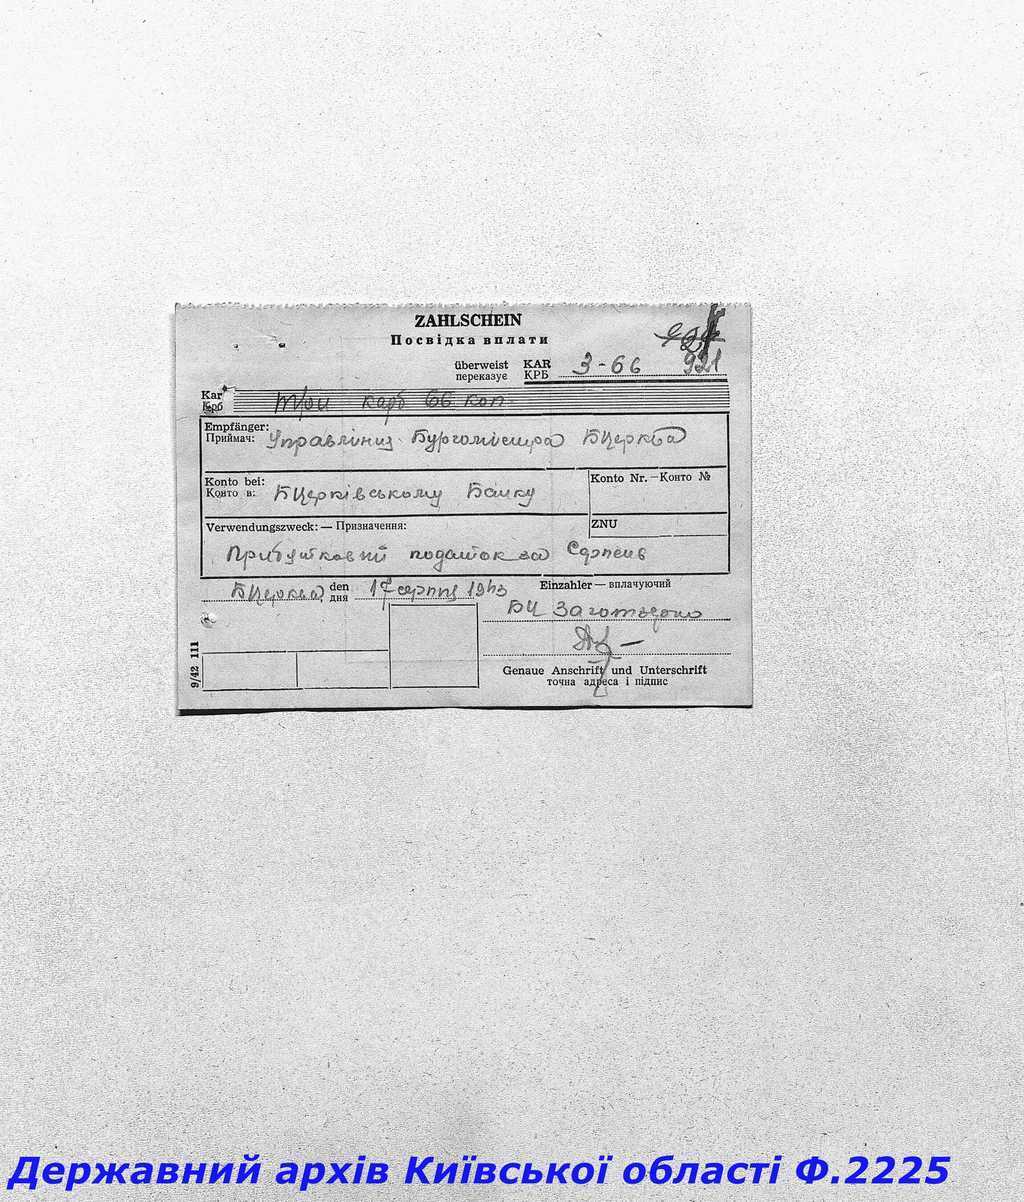 ZAHLSCHEIN
Посвідка вплати
921
überweist KAR 3-66
переказує КРБ
Kar Три карб 66 коп.
Крб
Empfänger:
Приймач: Управлінню Бургомістра БЦерква
Konto bei: Konto Nr. — Конто №
Конто в: БЦерківському Банку
Verwendungszweck: — Призначення: ZNU
Прибутковий податок за Серпень
БЦерква den 17 серпня 1943 Einzahler — вплачуючий
дня
БЦ Заготзерно
Genaue Anschrift und Unterschrift
точна адреса і підпис
9/42 111
Державний архів Київської області Ф.2225